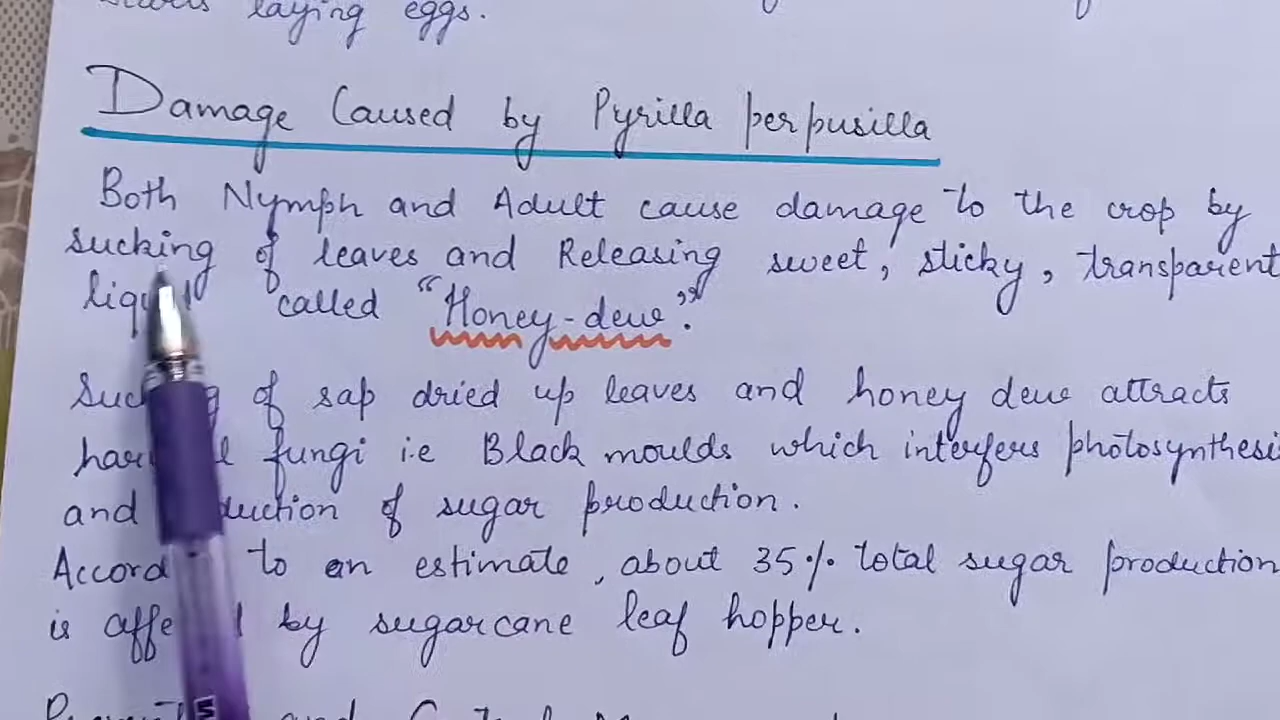 laying eggs.
Damage Caused by Pyrilla perpusilla
Both Nymph and Adult cause damage to the crop by
sucking of leaves and Releasing sweet, sticky, transparent
called "Honey-dew".
of sap dried up leaves and honey dew attracts
fungi i.e Black moulds which interfers photosynthesi
and of sugar production.
to an estimate, about 35% total sugar production
is by sugarcane leaf hopper.
and